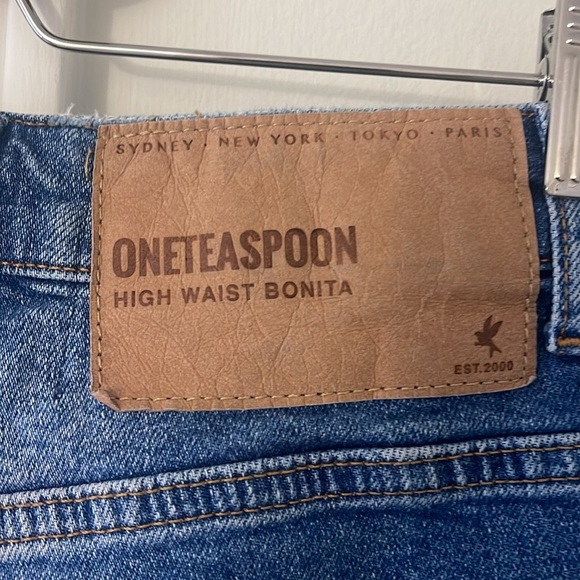 SYDNEY · NEW YORK · TOKYO · PARIS
ONETEASPOON
HIGH WAIST BONITA
EST.2000